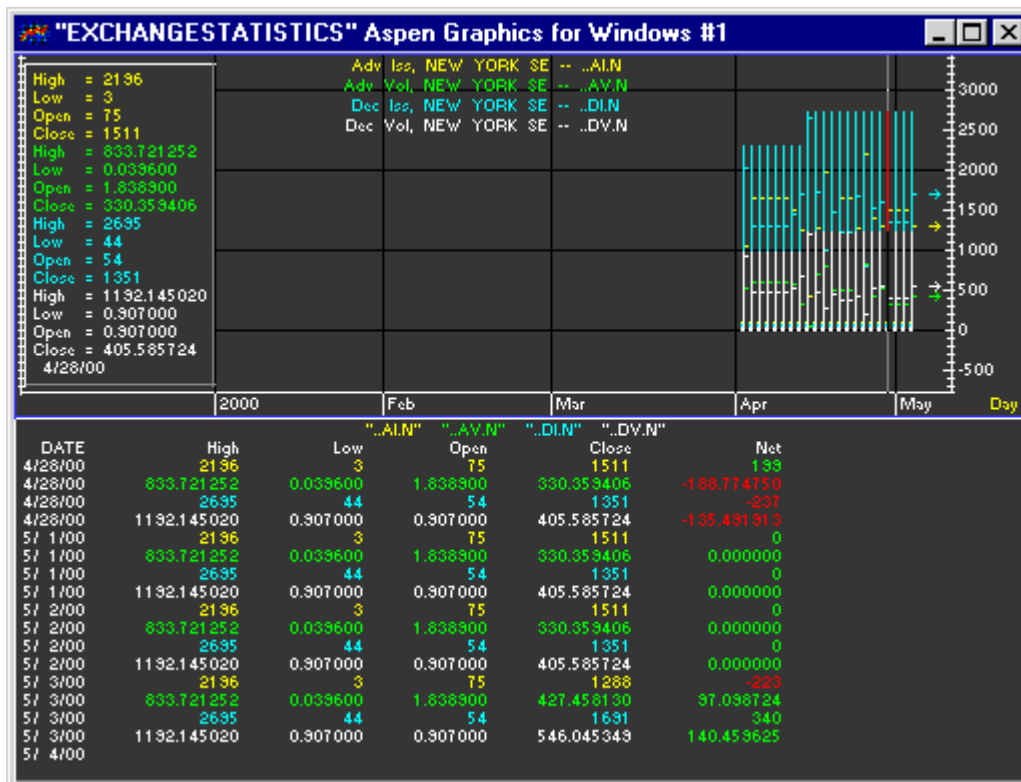 "EXCHANGESTATISTICS" Aspen Graphics for Windows #1
High = 2196
Low = 3
Open = 75
Close = 1511
High = 833.721252
Low = 0.039600
Open = 1.838900
Close = 330.359406
High = 2695
Low = 44
Open = 54
Close = 1351
High = 1192.145020
Low = 0.907000
Open = 0.907000
Close = 405.585724
4/28/00
Adv Iss, NEW YORK SE -- ..AI.N
Adv Vol, NEW YORK SE -- ..AV.N
Dec Iss, NEW YORK SE -- ..DI.N
Dec Vol, NEW YORK SE -- ..DV.N
3000
2500
2000
1500
1000
500
0
-500
2000 Feb Mar Apr May Day
"..AI.N" "..AV.N" "..DI.N" "..DV.N"
DATE High Low Open Close Net
4/28/00 2196 3 75 1511 199
4/28/00 833.721252 0.039600 1.838900 330.359406 -188.774750
4/28/00 2695 44 54 1351 -237
4/28/00 1192.145020 0.907000 0.907000 405.585724 -135.491913
5/ 1/00 2196 3 75 1511 0
5/ 1/00 833.721252 0.039600 1.838900 330.359406 0.000000
5/ 1/00 2695 44 54 1351 0
5/ 1/00 1192.145020 0.907000 0.907000 405.585724 0.000000
5/ 2/00 2196 3 75 1511 0
5/ 2/00 833.721252 0.039600 1.838900 330.359406 0.000000
5/ 2/00 2695 44 54 1351 0
5/ 2/00 1192.145020 0.907000 0.907000 405.585724 0.000000
5/ 3/00 2196 3 75 1288 -223
5/ 3/00 833.721252 0.039600 1.838900 427.458130 97.098724
5/ 3/00 2695 44 54 1691 340
5/ 3/00 1192.145020 0.907000 0.907000 546.045349 140.459625
5/ 4/00